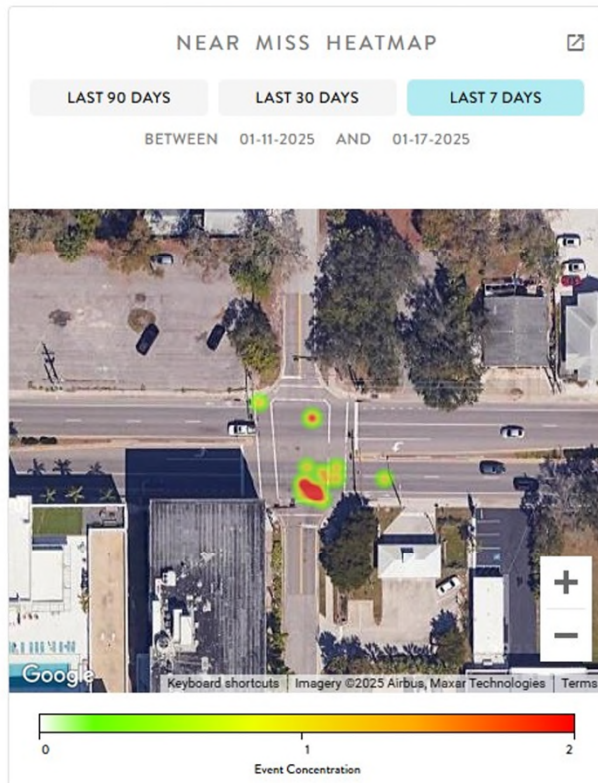 NEAR MISS HEATMAP
LAST 90 DAYS LAST 30 DAYS LAST 7 DAYS
BETWEEN 01-11-2025 AND 01-17-2025
+
−
Google Keyboard shortcuts Imagery ©2025 Airbus, Maxar Technologies Terms
0 1 2
Event Concentration